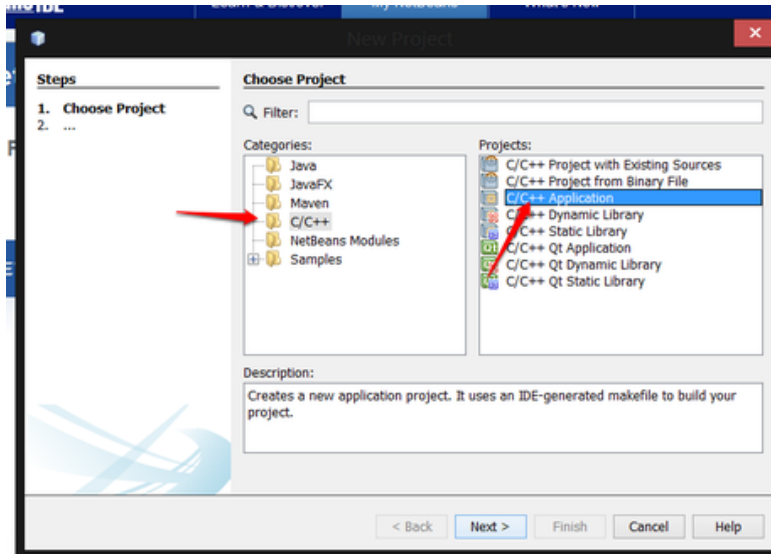 New Project
Steps
1. Choose Project
2. ...
Choose Project
Filter:
Categories:
Java
JavaFX
Maven
C/C++
NetBeans Modules
Samples
Projects:
C/C++ Project with Existing Sources
C/C++ Project from Binary File
C/C++ Application
C/C++ Dynamic Library
C/C++ Static Library
C/C++ Qt Application
C/C++ Qt Dynamic Library
C/C++ Qt Static Library
Description:
Creates a new application project. It uses an IDE-generated makefile to build your
project.
< Back Next > Finish Cancel Help